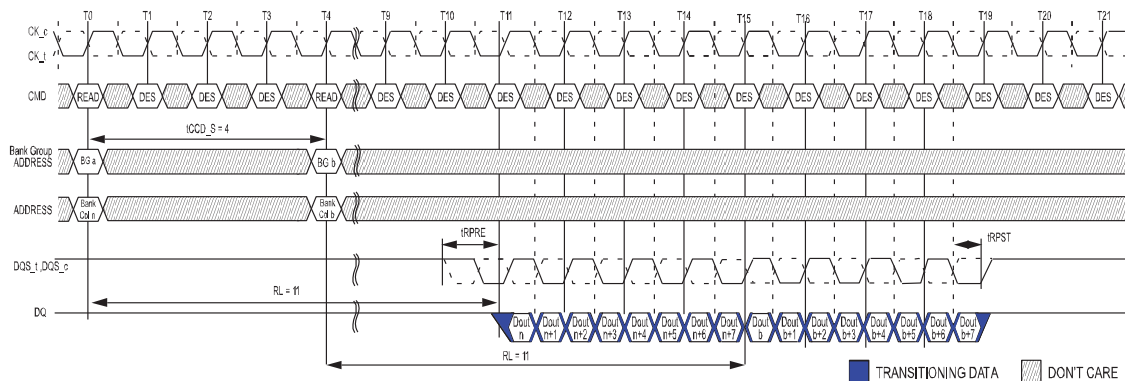 T0 T1 T2 T3 T4 T9 T10 T11 T12 T13 T14 T15 T16 T17 T18 T19 T20 T21
CK_c
CK_t
CMD READ DES DES DES READ DES DES DES DES DES DES DES DES DES DES DES DES DES
tCCD_S = 4
Bank Group
ADDRESS BG a BG b
ADDRESS Bank Col n Bank Col b
tRPRE tRPST
DQS_t ,DQS_c
RL = 11
DQ Dout n Dout n+1 Dout n+2 Dout n+3 Dout n+4 Dout n+5 Dout n+6 Dout n+7 Dout b Dout b+1 Dout b+2 Dout b+3 Dout b+4 Dout b+5 Dout b+6 Dout b+7
RL = 11
TRANSITIONING DATA DON'T CARE